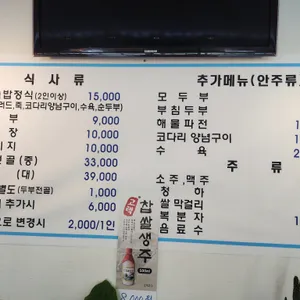 SAMSUNG
식 사 류
밥정식(2인이상) 15,000
죽, 코다리양념구이, 수육, 순두부)
부 9,000
장 10,000
지 10,000
전골 (중) 33,000
(대) 39,000
별도 (두부전골) 1,000
추가시 6,000
로 변경시 2,000/1인
추가메뉴(안주류
모 두 부
부침두부
해물파전
코다리 양념구이
수 육
주 류
소주, 맥주
청 하
쌀 막걸리
복 분 자
음 료 수
찹쌀생주